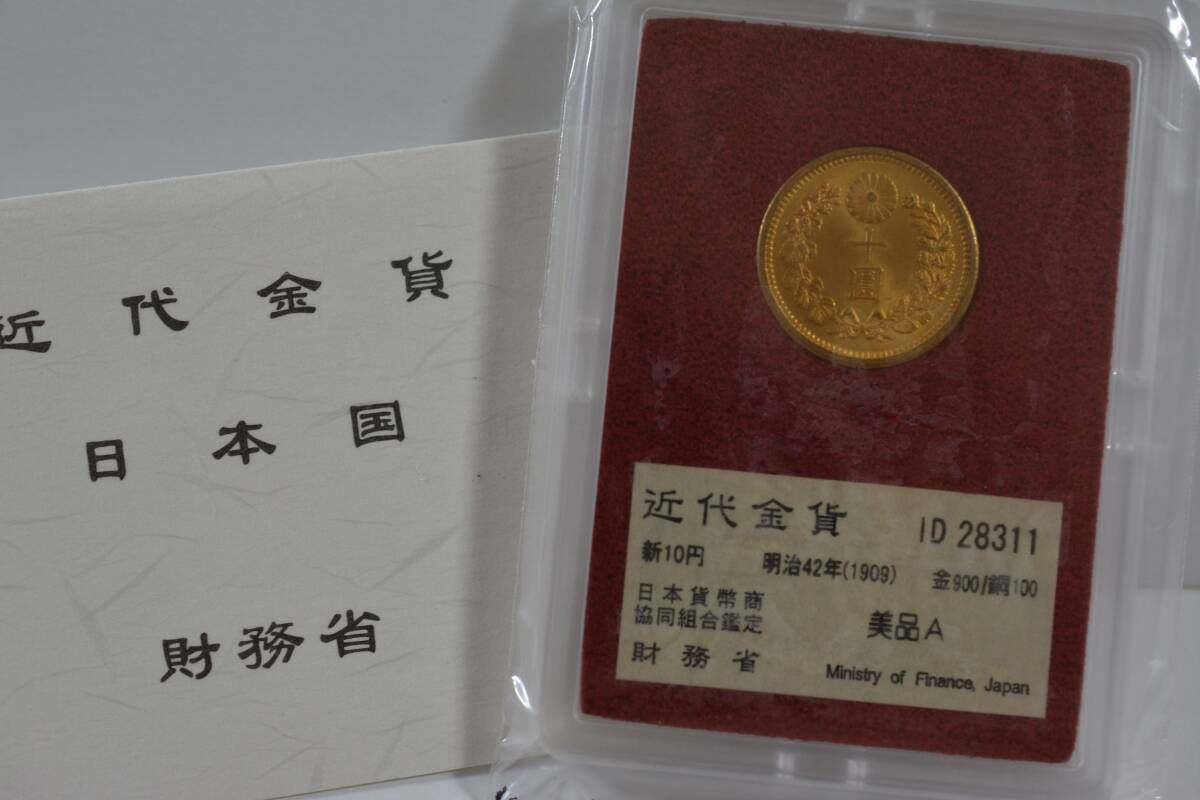 近代金貨
日本国
財務省
十
圓
近代金貨 ID 28311
新10円 明治42年(1909) 金900/銅100
日本貨幣商
協同組合鑑定 美品A
財務省 Ministry of Finance, Japan